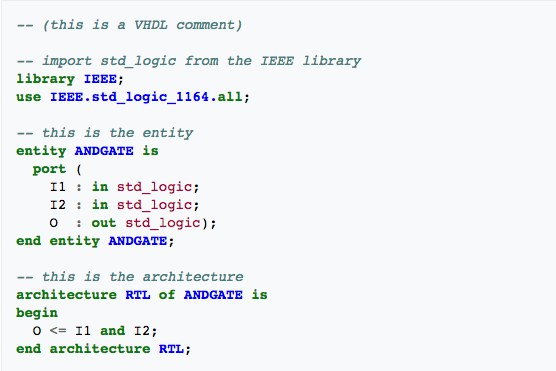 -- (this is a VHDL comment)
-- import std_logic from the IEEE library
library IEEE;
use IEEE.std_logic_1164.all;
-- this is the entity
entity ANDGATE is
  port (
    I1 : in std_logic;
    I2 : in std_logic;
    O  : out std_logic);
end entity ANDGATE;
-- this is the architecture
architecture RTL of ANDGATE is
begin
  O <= I1 and I2;
end architecture RTL;